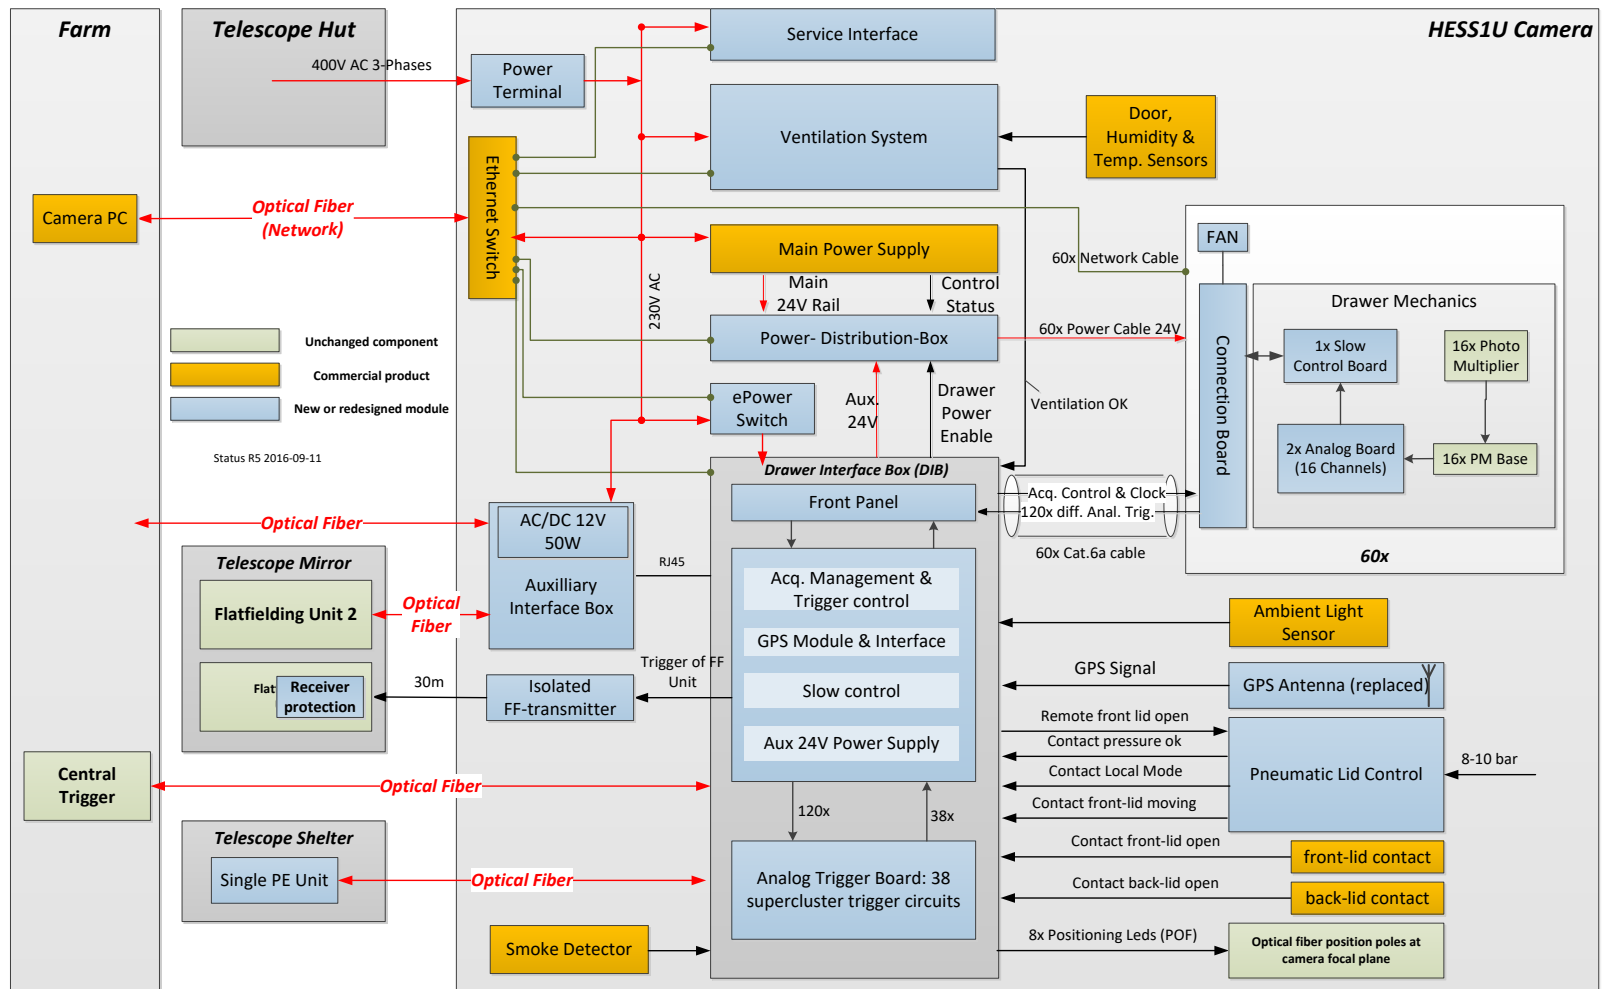 Farm
Telescope Hut
HESS1U Camera
Service Interface
400V AC 3-Phases
Power
Terminal
Ventilation System
Door,
Humidity &
Temp. Sensors
Ethernet Switch
Camera PC
Optical Fiber
(Network)
Main Power Supply
230V AC
Main
24V Rail
Control
Status
60x Network Cable
FAN
Drawer Mechanics
Power- Distribution-Box
60x Power Cable 24V
Connection Board
1x Slow
Control Board
16x Photo
Multiplier
2x Analog Board
(16 Channels)
16x PM Base
60x
Unchanged component
Commercial product
New or redesigned module
Status R5 2016-09-11
ePower
Switch
Aux.
24V
Drawer
Power
Enable
Ventilation OK
Drawer Interface Box (DIB)
Front Panel
Acq. Control & Clock
120x diff. Anal. Trig.
60x Cat.6a cable
Optical Fiber
AC/DC 12V
50W
Auxilliary
Interface Box
RJ45
Telescope Mirror
Flatfielding Unit 2
Optical
Fiber
Flat
Receiver
protection
30m
Isolated
FF-transmitter
Trigger of FF
Unit
Acq. Management &
Trigger control
GPS Module & Interface
Slow control
Aux 24V Power Supply
Ambient Light
Sensor
GPS Signal
GPS Antenna (replaced)
Remote front lid open
Contact pressure ok
Contact Local Mode
Contact front-lid moving
Pneumatic Lid Control
8-10 bar
Central
Trigger
Optical Fiber
120x
38x
Telescope Shelter
Single PE Unit
Optical Fiber
Analog Trigger Board: 38
supercluster trigger circuits
Contact front-lid open
front-lid contact
Contact back-lid open
back-lid contact
Smoke Detector
8x Positioning Leds (POF)
Optical fiber position poles at
camera focal plane